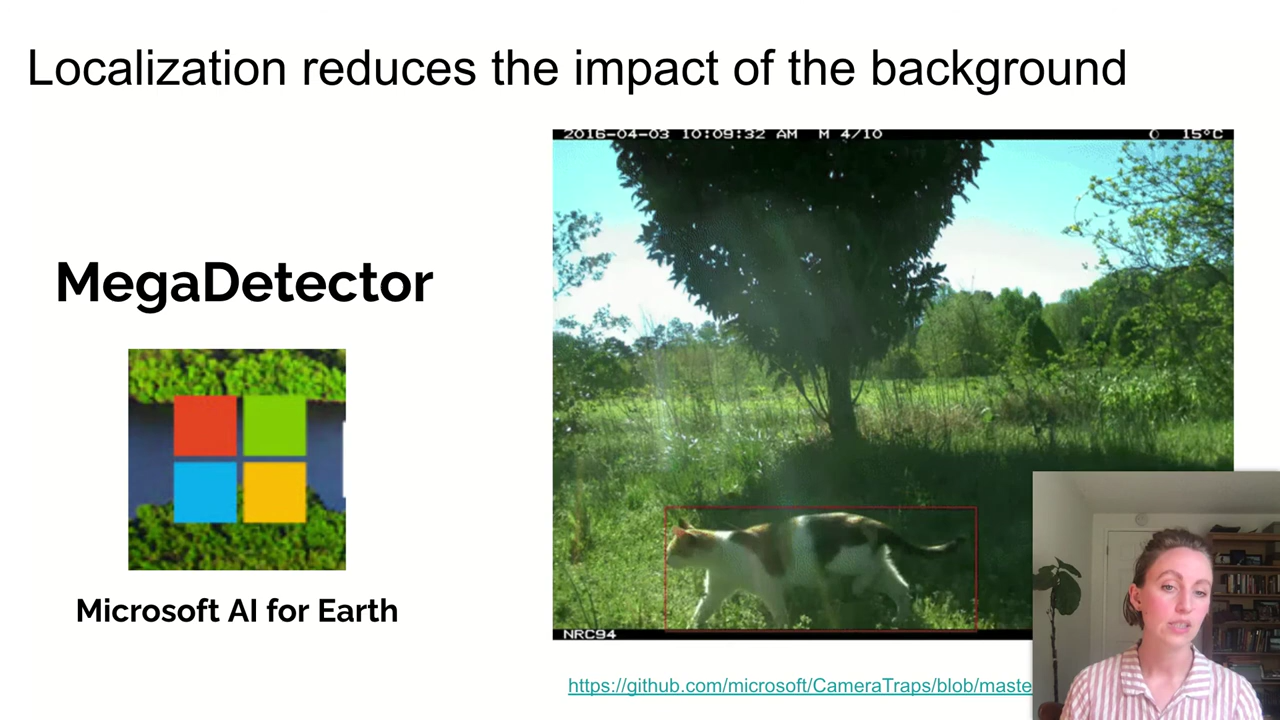 Localization reduces the impact of the background
2016-04-03 10:09:32 AM M 4/10 15°C
MegaDetector
Microsoft AI for Earth
NRC94
https://github.com/microsoft/CameraTraps/blob/maste